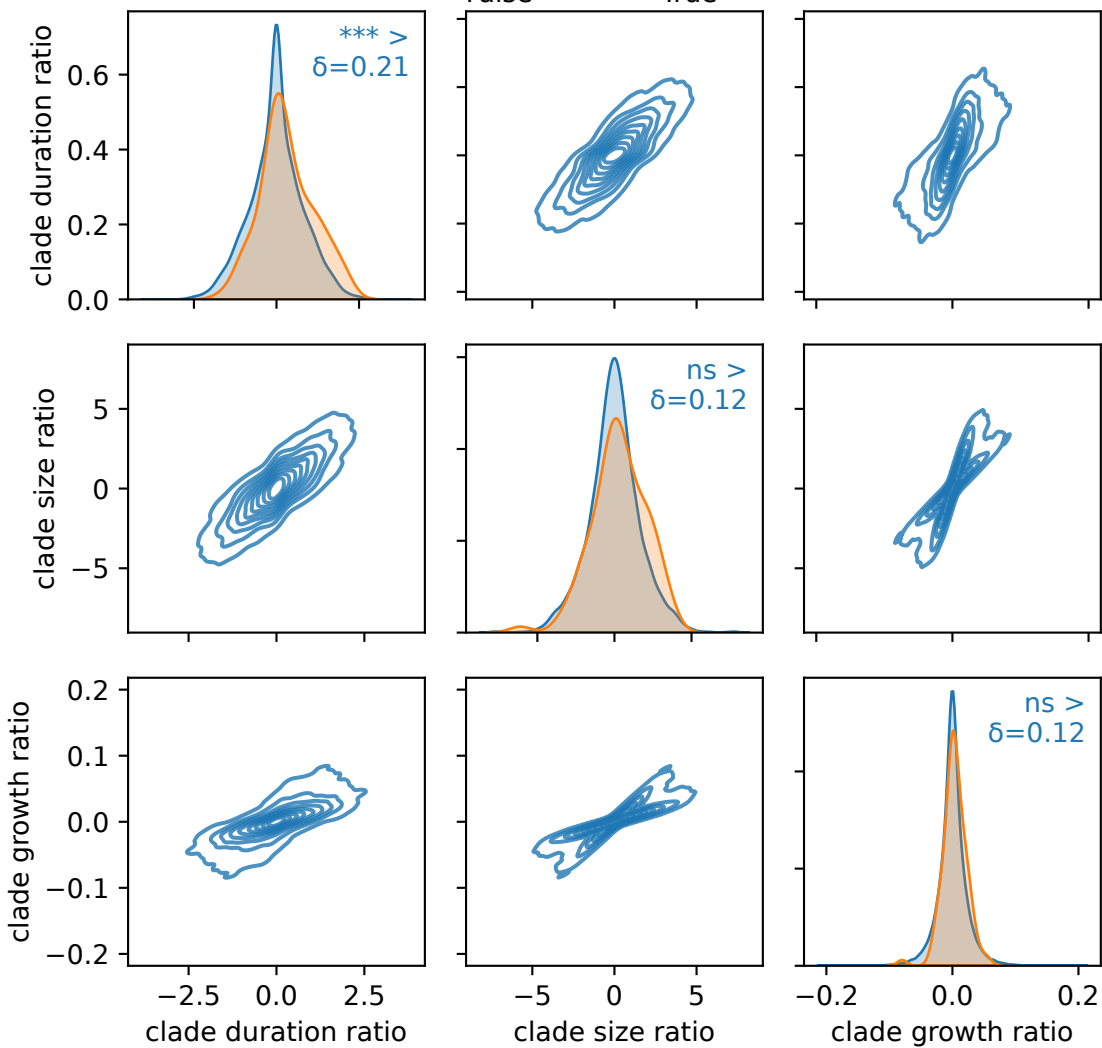 False True
clade duration ratio
0.6
0.4
0.2
0.0
*** >
δ=0.21
clade size ratio
5
0
−5
ns >
δ=0.12
clade growth ratio
0.2
0.1
0.0
−0.1
−0.2
ns >
δ=0.12
−2.5 0.0 2.5
−5 0 5
−0.2 0.0 0.2
clade duration ratio
clade size ratio
clade growth ratio